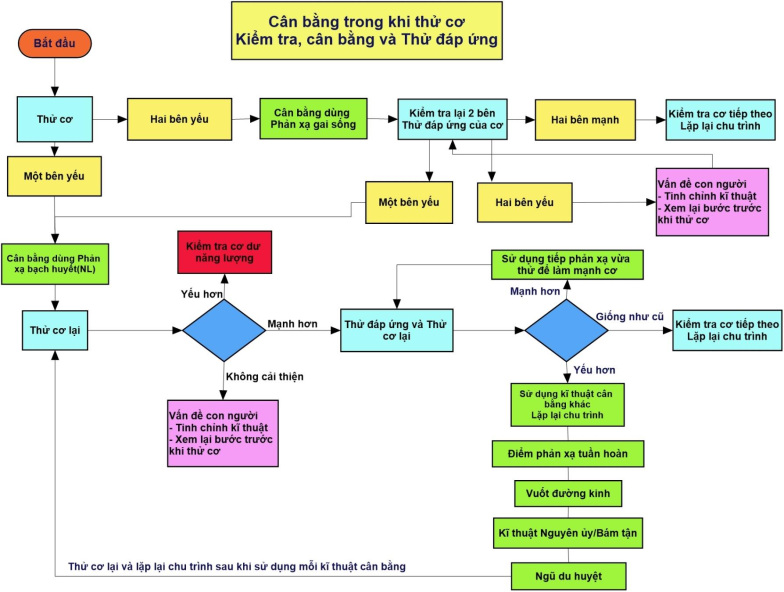 Cân bằng trong khi thử cơ
Kiểm tra, cân bằng và Thử đáp ứng
Bắt đầu
Thử cơ
Hai bên yếu
Cân bằng dùng
Phản xạ gai sống
Kiểm tra lại 2 bên
Thử đáp ứng của cơ
Hai bên mạnh
Kiểm tra cơ tiếp theo
Lặp lại chu trình
Một bên yếu
Một bên yếu
Hai bên yếu
Vấn đề con người
- Tinh chỉnh kĩ thuật
- Xem lại bước trước
khi thử cơ
Cân bằng dùng Phản
xạ bạch huyết(NL)
Kiểm tra cơ dư
năng lượng
Sử dụng tiếp phản xạ vừa
thử để làm mạnh cơ
Yếu hơn
Mạnh hơn
Thử cơ lại
Mạnh hơn
Thử đáp ứng và Thử
cơ lại
Giống như cũ
Kiểm tra cơ tiếp theo
Lặp lại chu trình
Không cải thiện
Yếu hơn
Vấn đề con người
- Tinh chỉnh kĩ thuật
- Xem lại bước trước
khi thử cơ
Sử dụng kĩ thuật cân
bằng khác
Lặp lại chu trình
Điểm phản xạ tuần hoàn
Vuốt đường kinh
Kĩ thuật Nguyên ủy/Bám tận
Thử cơ lại và lặp lại chu trình sau khi sử dụng mỗi kĩ thuật cân bằng
Ngũ du huyệt